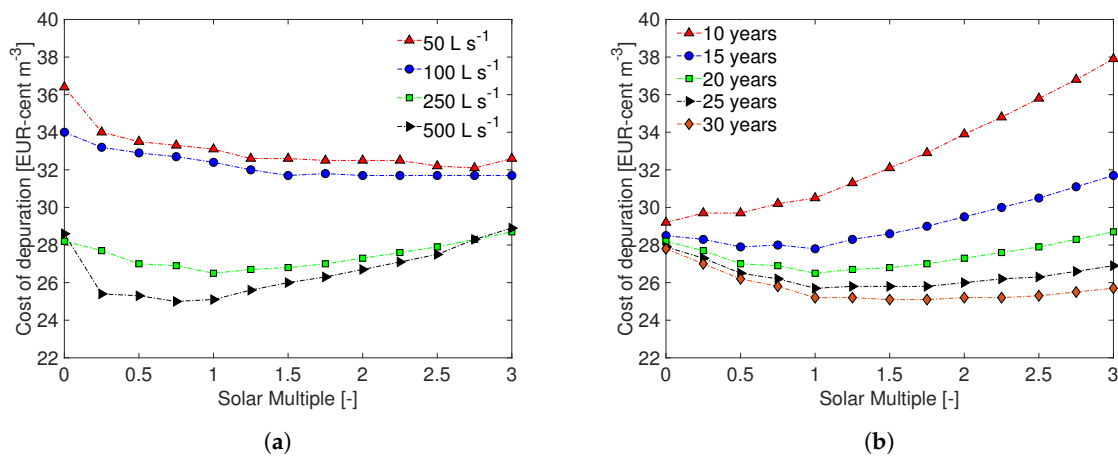 40
38
36
34
32
30
28
26
24
22
Cost of depuration [EUR-cent m-3]
0 0.5 1 1.5 2 2.5 3
Solar Multiple [-]
50 L s-1
100 L s-1
250 L s-1
500 L s-1
(a)
40
38
36
34
32
30
28
26
24
22
Cost of depuration [EUR-cent m-3]
0 0.5 1 1.5 2 2.5 3
Solar Multiple [-]
10 years
15 years
20 years
25 years
30 years
(b)